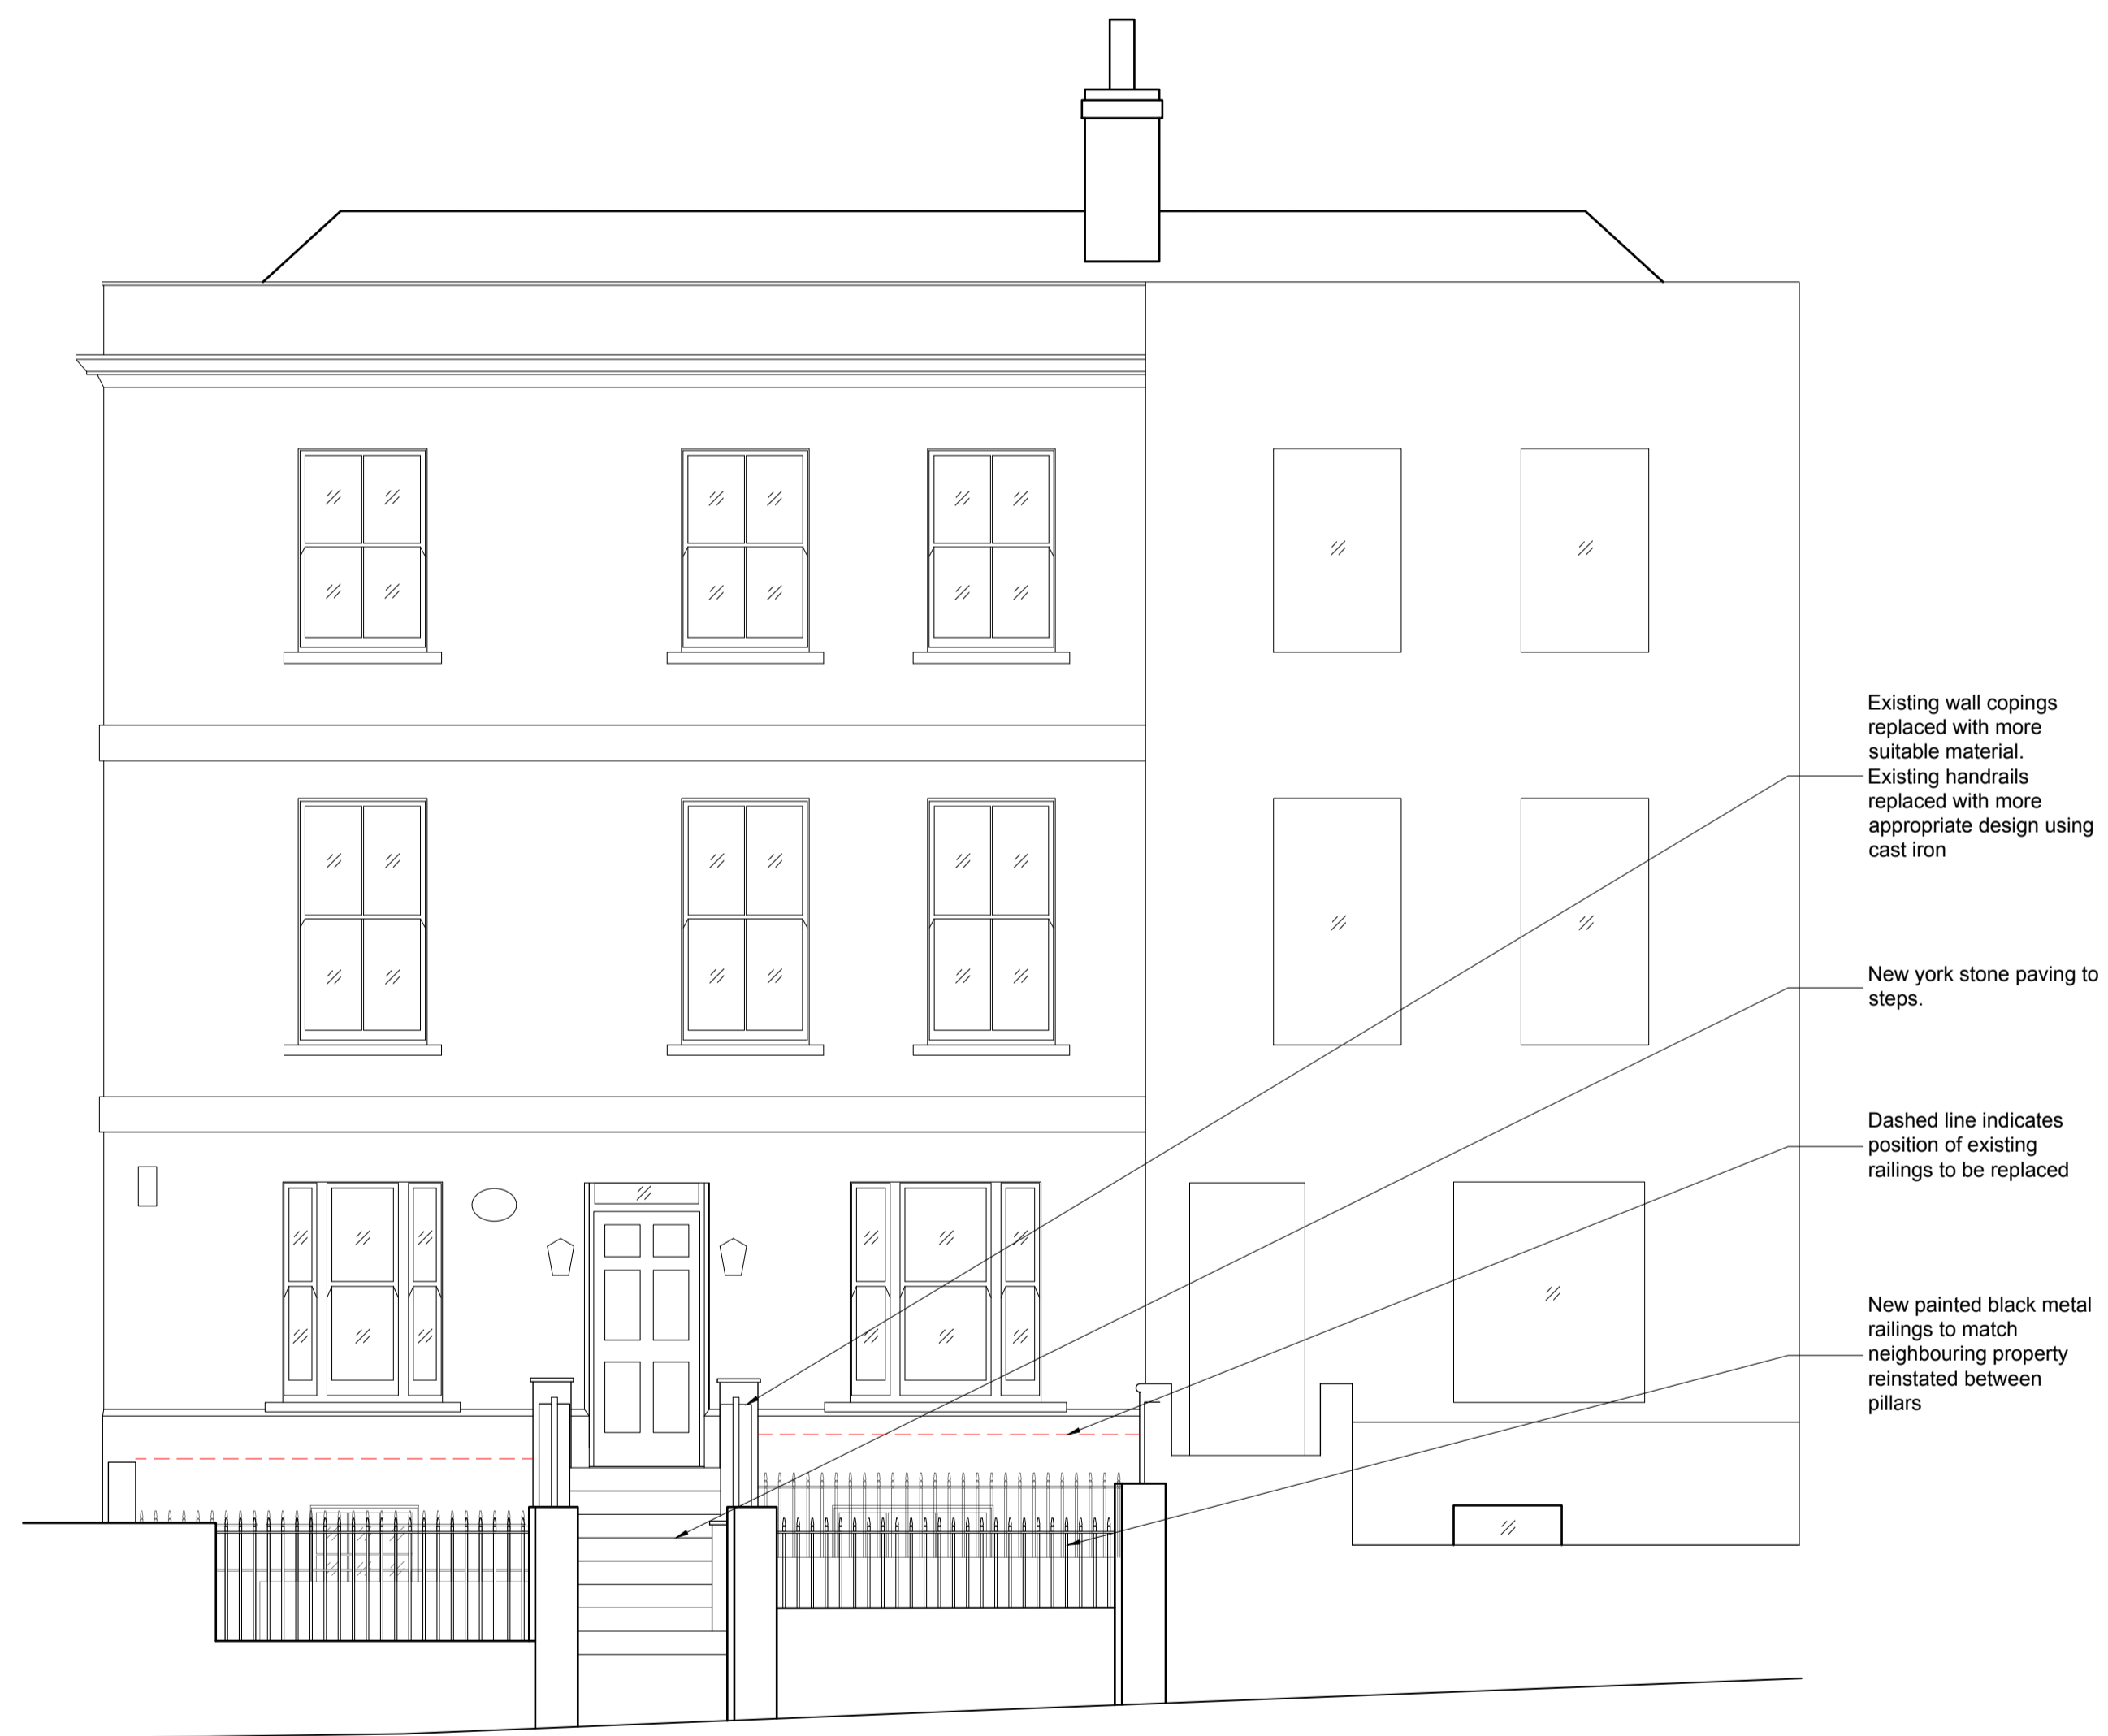 Existing wall copings
replaced with more
suitable material.
Existing handrails
replaced with more
appropriate design using
cast iron
New york stone paving to
steps.
Dashed line indicates
position of existing
railings to be replaced
New painted black metal
railings to match
neighbouring property
reinstated between
pillars